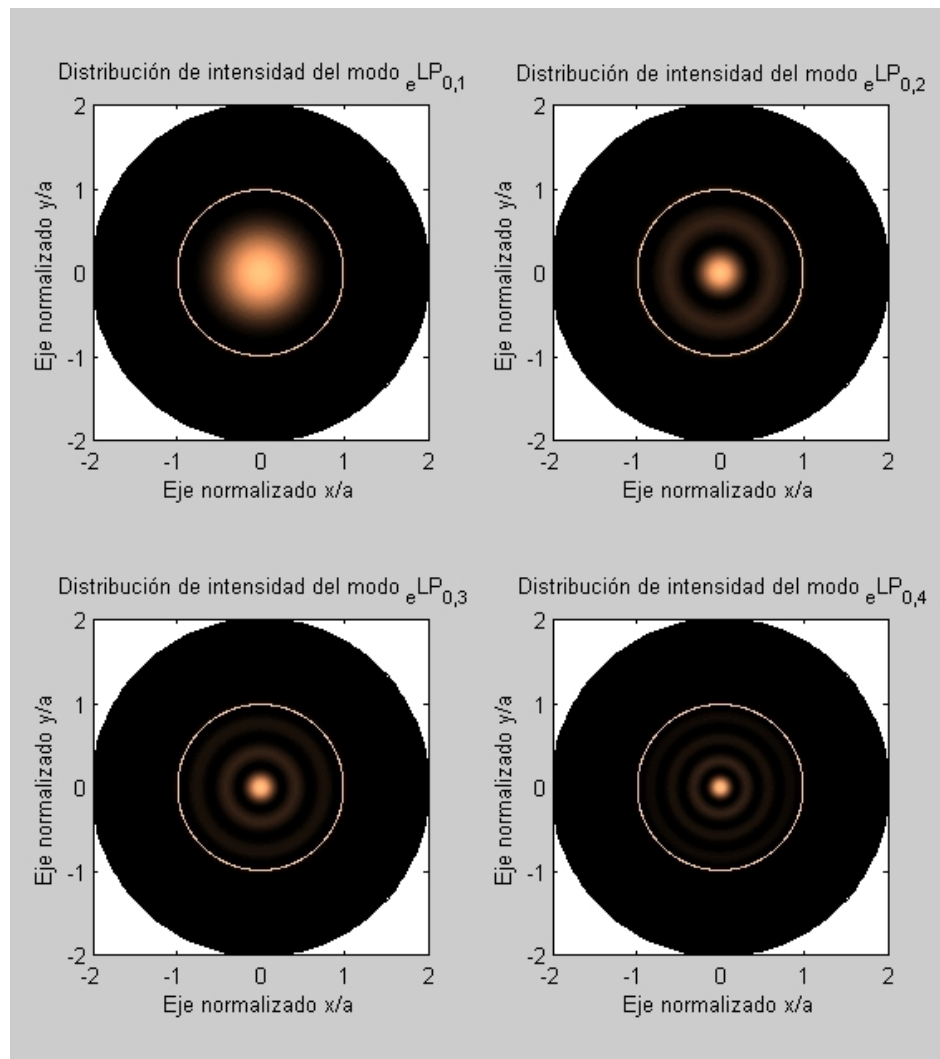 Distribución de intensidad del modo eLP0,1
2
1
0
-1
-2
Eje normalizado y/a
-2 -1 0 1 2
Eje normalizado x/a
Distribución de intensidad del modo eLP0,2
2
1
0
-1
-2
Eje normalizado y/a
-2 -1 0 1 2
Eje normalizado x/a
Distribución de intensidad del modo eLP0,3
2
1
0
-1
-2
Eje normalizado y/a
-2 -1 0 1 2
Eje normalizado x/a
Distribución de intensidad del modo eLP0,4
2
1
0
-1
-2
Eje normalizado y/a
-2 -1 0 1 2
Eje normalizado x/a